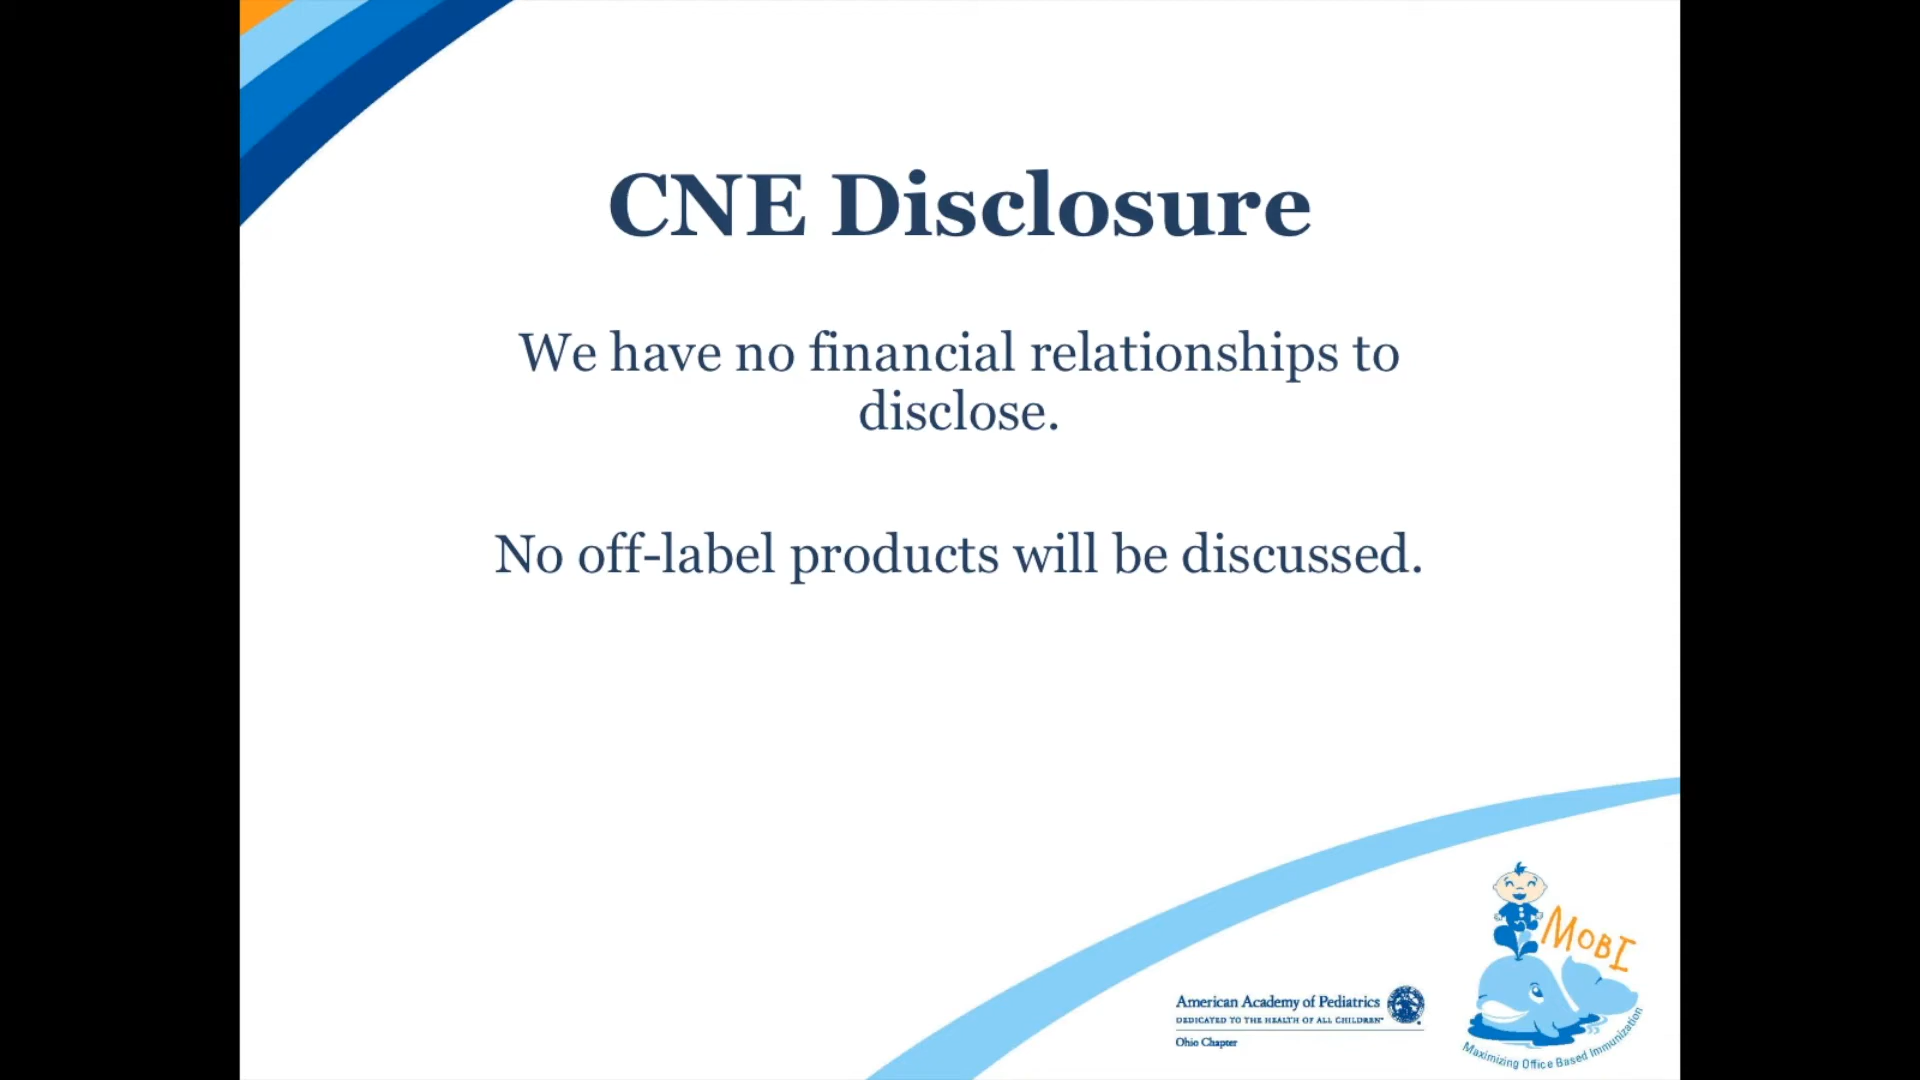 CNE Disclosure
We have no financial relationships to
disclose.
No off-label products will be discussed.
MOBI
American Academy of Pediatrics
DEDICATED TO THE HEALTH OF ALL CHILDREN™
Ohio Chapter
Maximizing Office Based Immunization